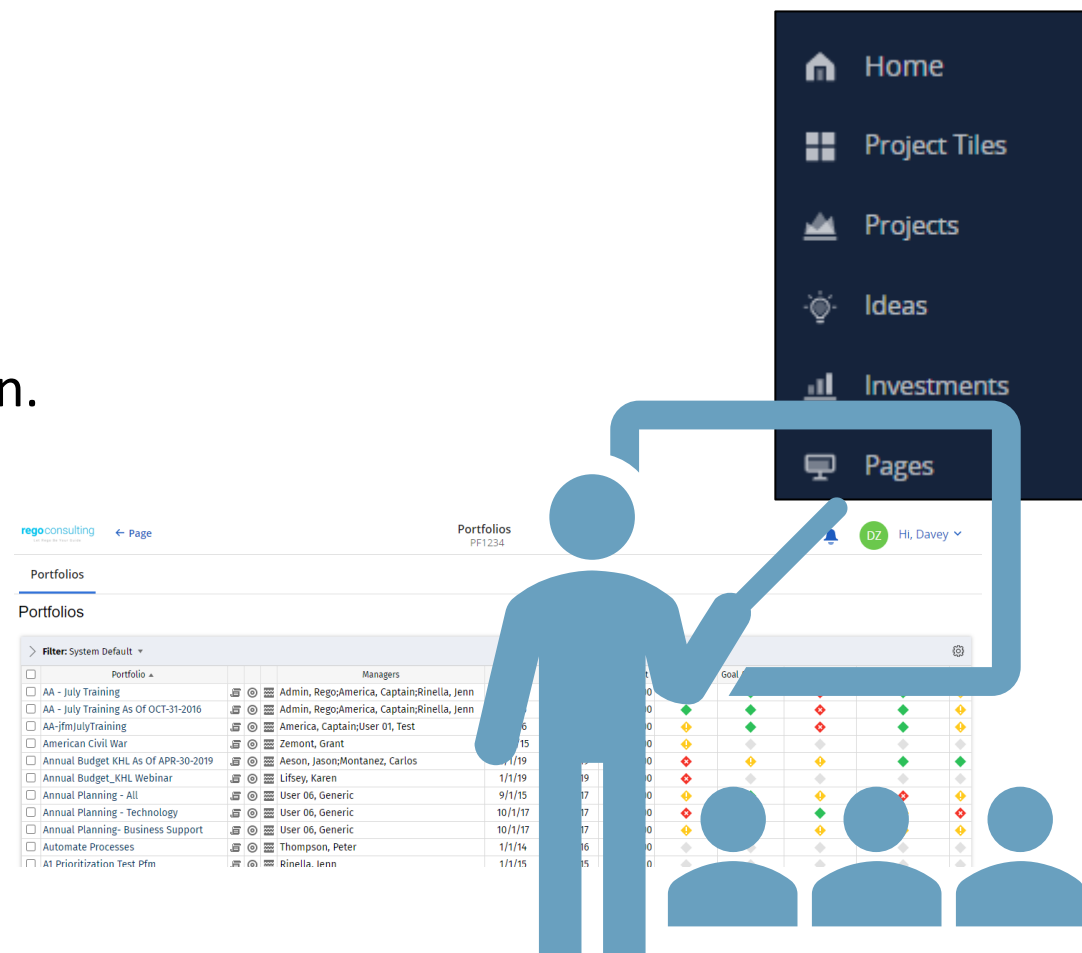 Home
Project Tiles
Projects
Ideas
n.
Investments
Pages
regoconsulting
← Page
Portfolios
PF1234
DZ
Hi, Davey
Portfolios
Portfolios
Filter: System Default
Portfolio Managers Goal
AA - July Training Admin, Rego;America, Captain;Rinella, Jenn
AA - July Training As Of OCT-31-2016 Admin, Rego;America, Captain;Rinella, Jenn
AA-jfmJulyTraining America, Captain;User 01, Test
American Civil War Zemont, Grant
Annual Budget KHL As Of APR-30-2019 Aeson, Jason;Montanez, Carlos
Annual Budget_KHL Webinar Lifsey, Karen 1/1/19
Annual Planning - All User 06, Generic 9/1/15
Annual Planning - Technology User 06, Generic 10/1/17
Annual Planning- Business Support User 06, Generic 10/1/17
Automate Processes Thompson, Peter 1/1/14
A1 Prioritization Test Pfm Rinella, Jenn 1/1/15